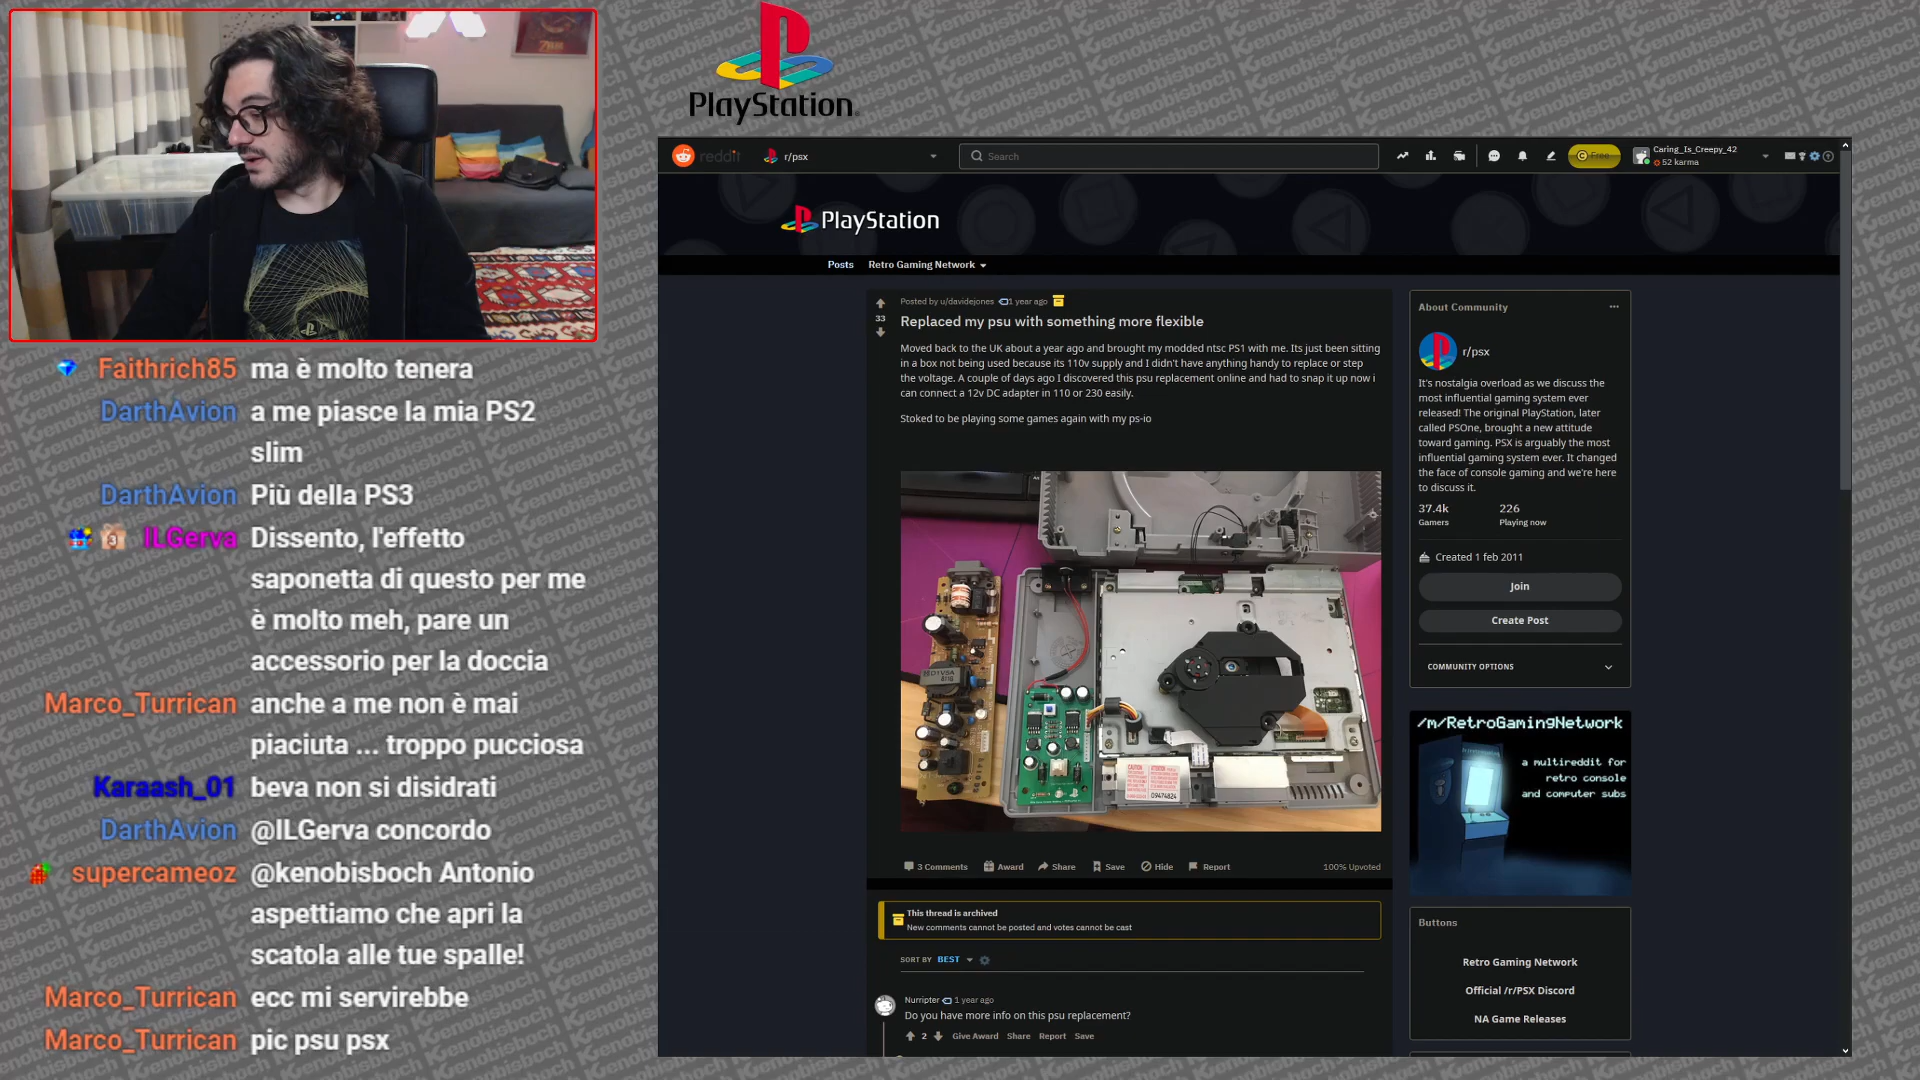 PlayStation
Faithrich85 ma è molto tenera
DarthAvion a me piasce la mia PS2
slim
DarthAvion Più della PS3
ILGerva Dissento, l'effetto
saponetta di questo per me
è molto meh, pare un
accessorio per la doccia
Marco_Turrican anche a me non è mai
piaciuta ... troppo pucciosa
Karaash_01 beva non si disidrati
DarthAvion @ILGerva concordo
supercameoz @kenobisboch Antonio
aspettiamo che apri la
scatola alle tue spalle!
Marco_Turrican ecc mi servirebbe
Marco_Turrican pic psu psx
reddit
r/psx
Search
Free
Caring_Is_Creepy_42
52 karma
PlayStation
Posts
Retro Gaming Network
Posted by u/davidejones 1 year ago
33
Replaced my psu with something more flexible
Moved back to the UK about a year ago and brought my modded ntsc PS1 with me. Its just been sitting
in a box not being used because its 110v supply and I didn't have anything handy to replace or step
the voltage. A couple of days ago I discovered this psu replacement online and had to snap it up now i
can connect a 12v DC adapter in 110 or 230 easily.
Stoked to be playing some games again with my ps-io
3 Comments
Award
Share
Save
Hide
Report
100% Upvoted
This thread is archived
New comments cannot be posted and votes cannot be cast
SORT BY BEST
Nurripter 1 year ago
Do you have more info on this psu replacement?
2
Give Award
Share
Report
Save
About Community
r/psx
It's nostalgia overload as we discuss the
most influential gaming system ever
released! The original PlayStation, later
called PSOne, brought a new attitude
toward gaming. PSX is arguably the most
influential gaming system ever. It changed
the face of console gaming and we're here
to discuss it.
37.4k
226
Gamers
Playing now
Created 1 feb 2011
Join
Create Post
COMMUNITY OPTIONS
/m/RetroGamingNetwork
a multireddit for
retro console
and computer subs
Buttons
Retro Gaming Network
Official /r/PSX Discord
NA Game Releases
Kenobisboch